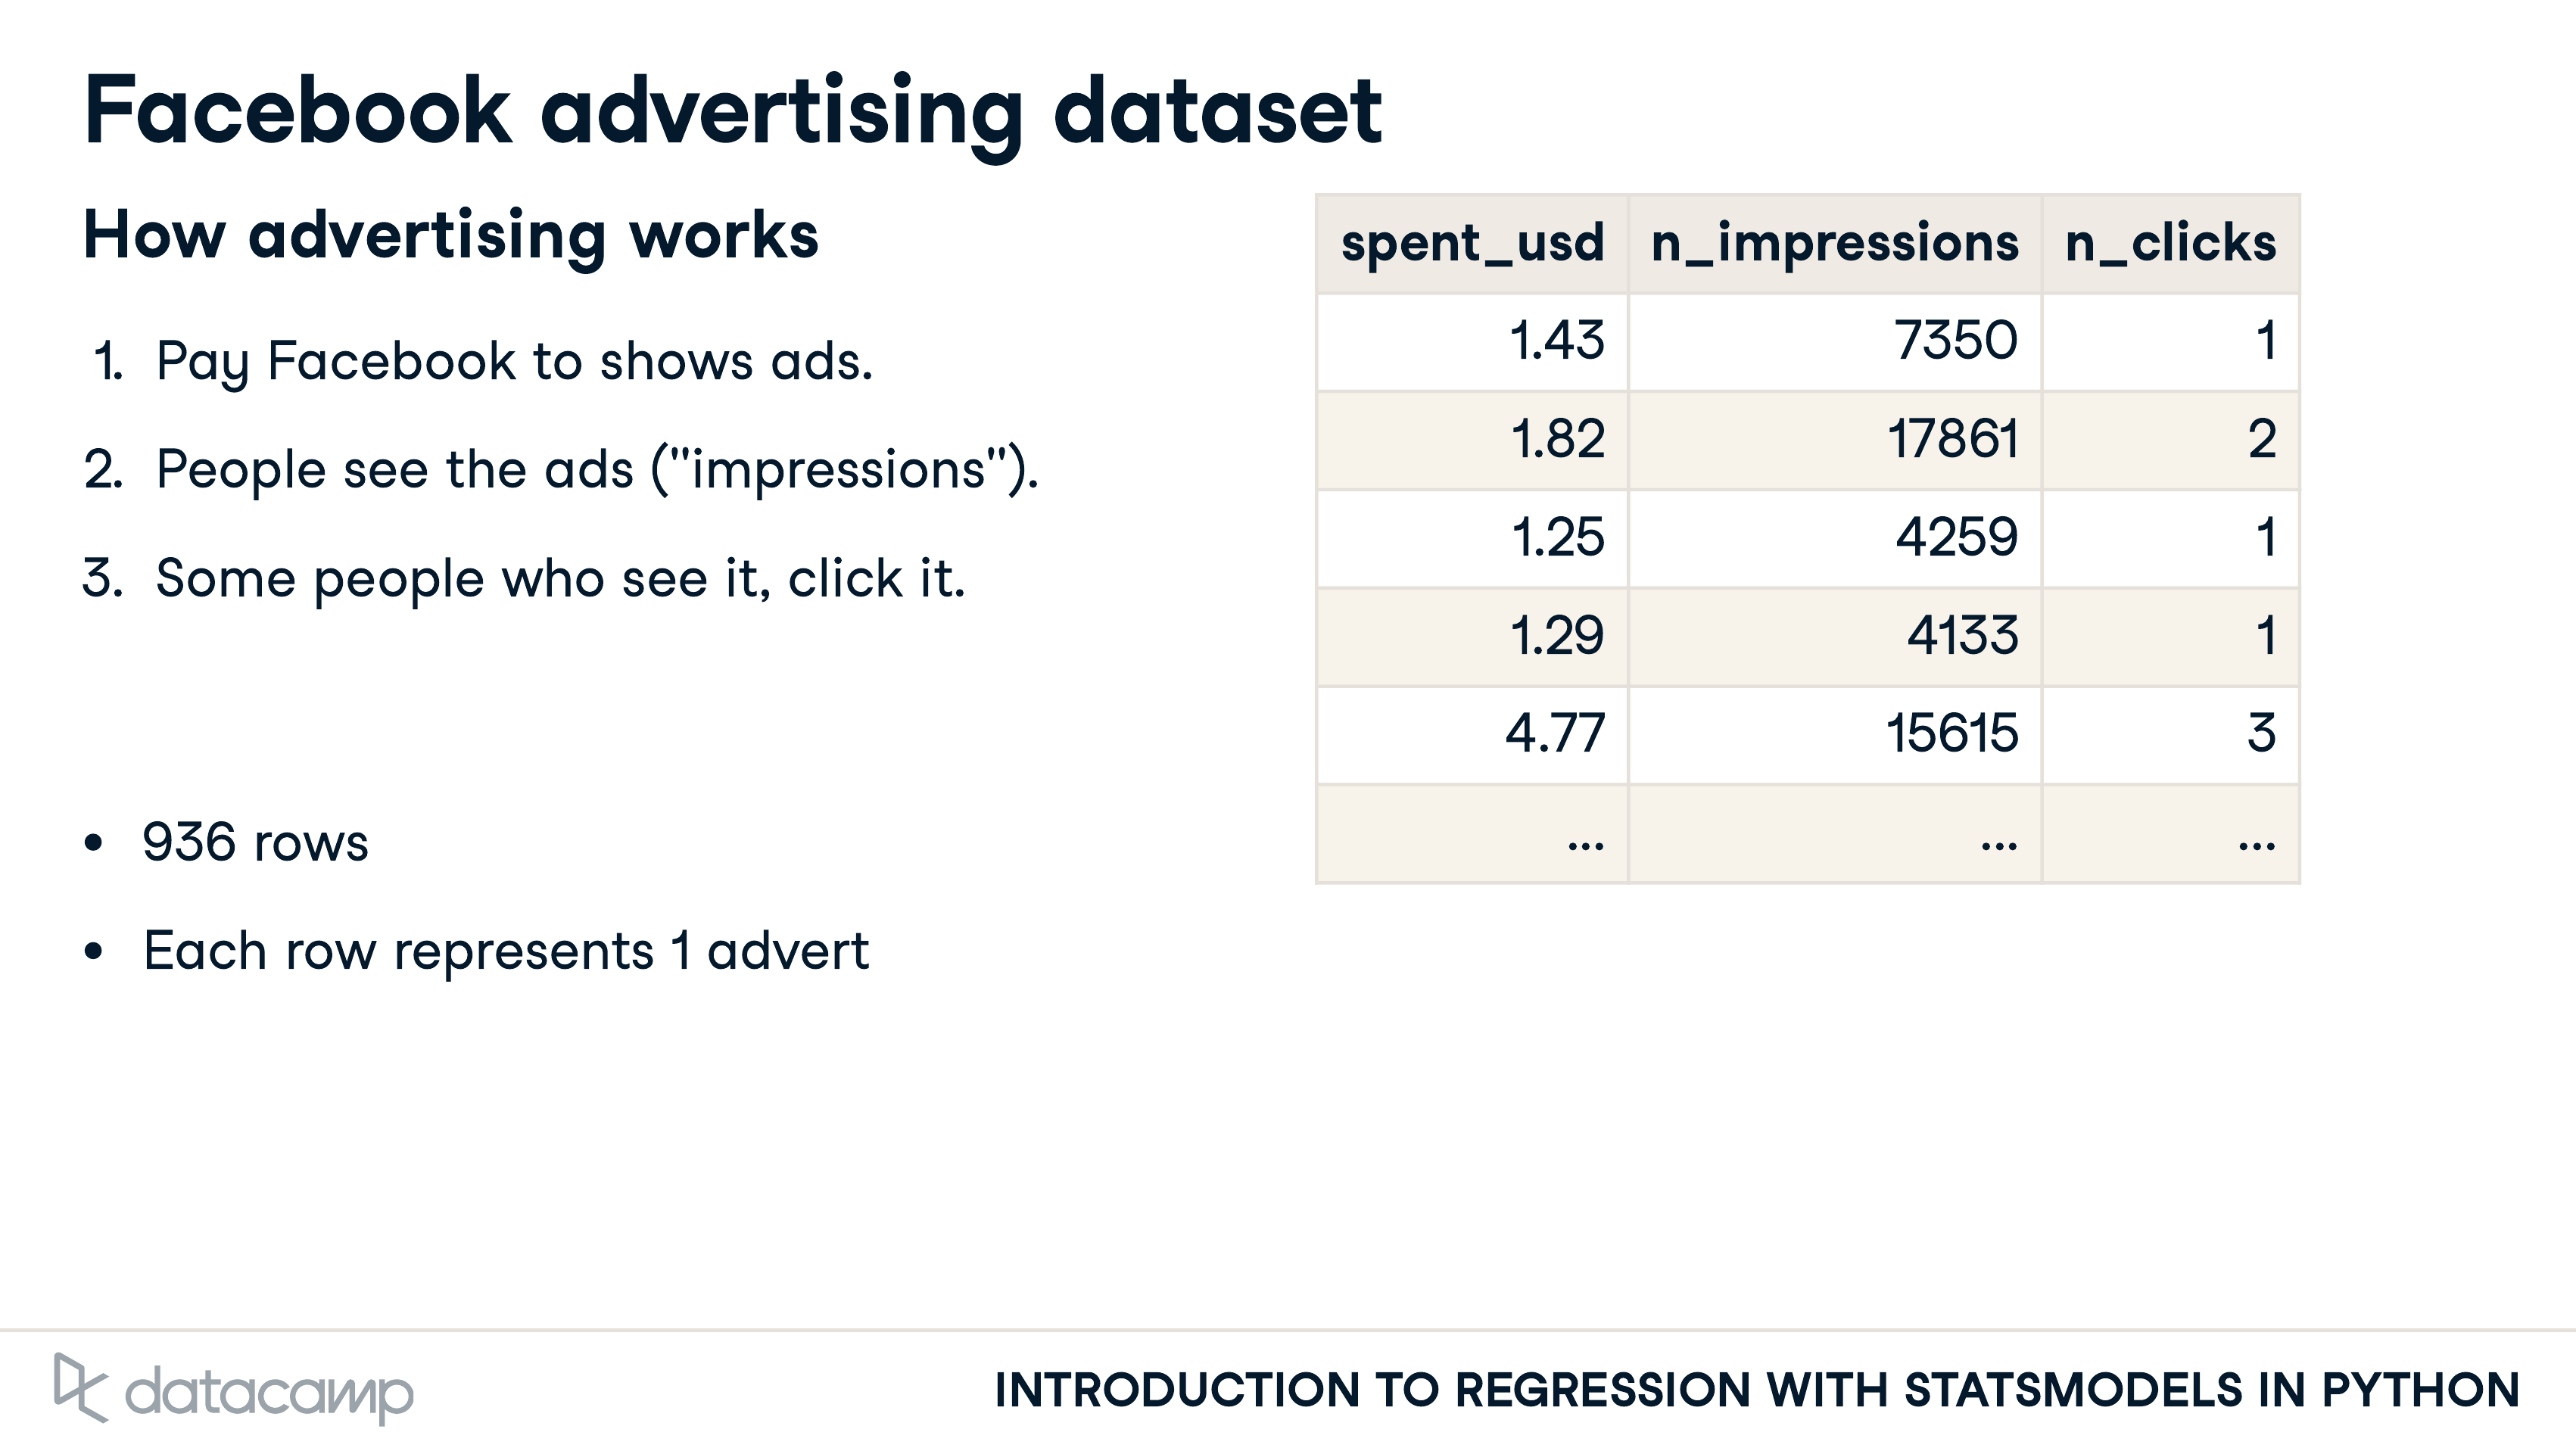 Facebook advertising dataset
How advertising works
1. Pay Facebook to shows ads.
2. People see the ads ("impressions").
3. Some people who see it, click it.
• 936 rows
• Each row represents 1 advert
spent_usd n_impressions n_clicks
1.43 7350 1
1.82 17861 2
1.25 4259 1
1.29 4133 1
4.77 15615 3
... ... ...
datacamp
INTRODUCTION TO REGRESSION WITH STATSMODELS IN PYTHON